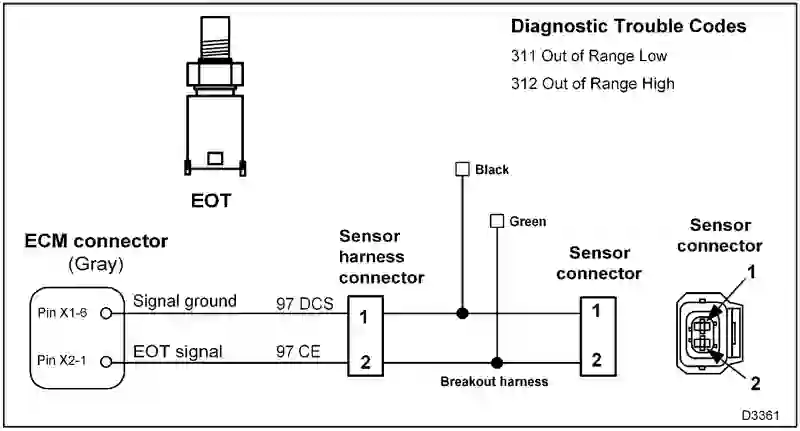 Diagnostic Trouble Codes
311 Out of Range Low
312 Out of Range High
EOT
Black
Green
ECM connector
(Gray)
Sensor
harness
connector
Sensor
connector
Sensor
connector
Pin X1-6
Signal ground
97 DCS
1
1
1
Pin X2-1
EOT signal
97 CE
2
2
2
Breakout harness
D3361